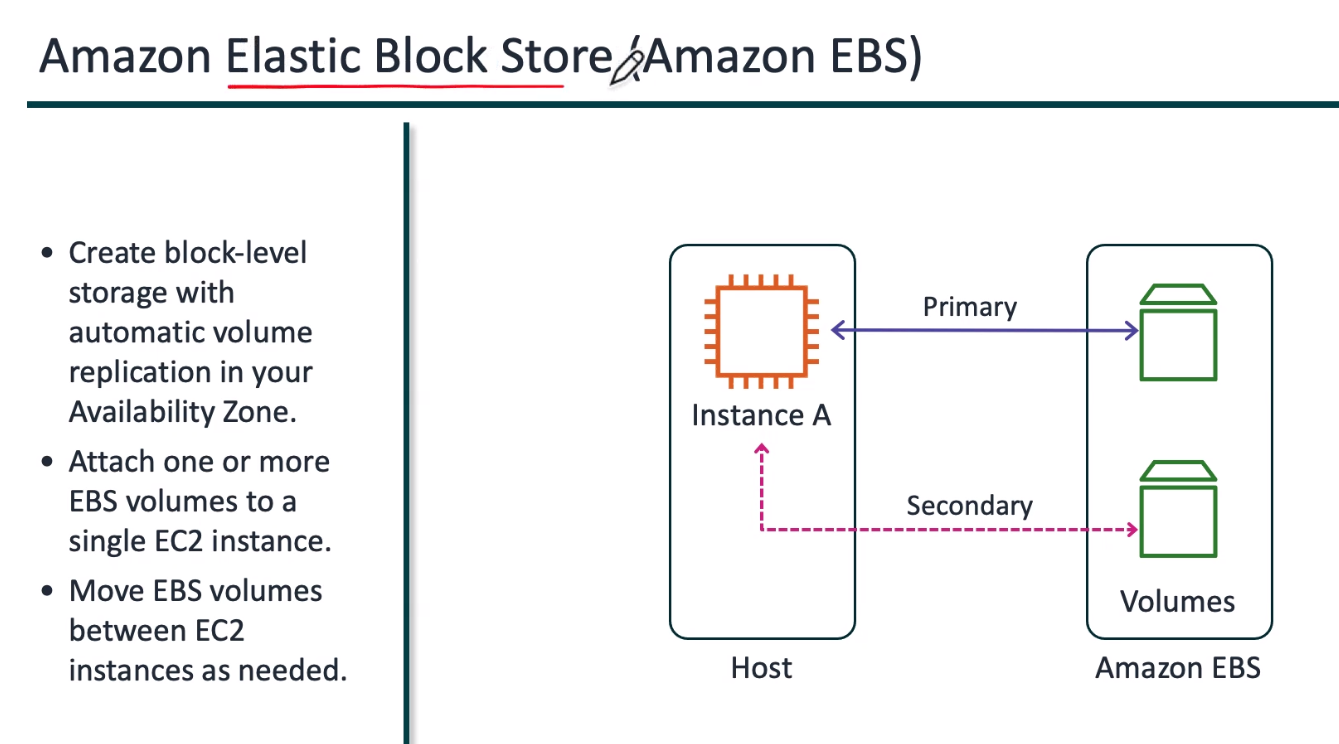 Amazon Elastic Block Store (Amazon EBS)
• Create block-level
storage with
automatic volume
replication in your
Availability Zone.
• Attach one or more
EBS volumes to a
single EC2 instance.
• Move EBS volumes
between EC2
instances as needed.
Primary
Instance A
Secondary
Volumes
Host
Amazon EBS